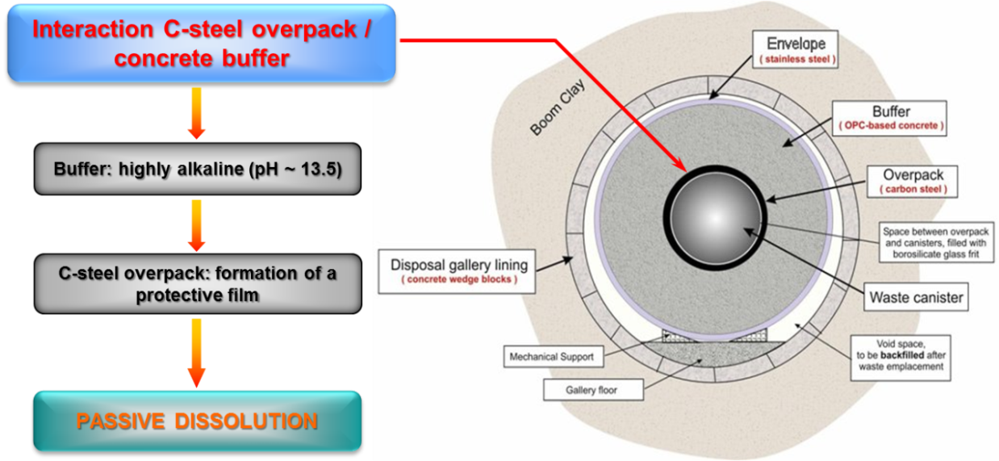 Interaction C-steel overpack /
concrete buffer
Buffer: highly alkaline (pH ~ 13.5)
C-steel overpack: formation of a
protective film
PASSIVE DISSOLUTION
Boom Clay
Envelope
( stainless steel )
Buffer
( OPC-based concrete )
Overpack
( carbon steel )
Space between overpack
and canisters, filled with
borosilicate glass frit
Disposal gallery lining
( concrete wedge blocks )
Waste canister
Mechanical Support
Void space,
to be backfilled after
waste emplacement
Gallery floor